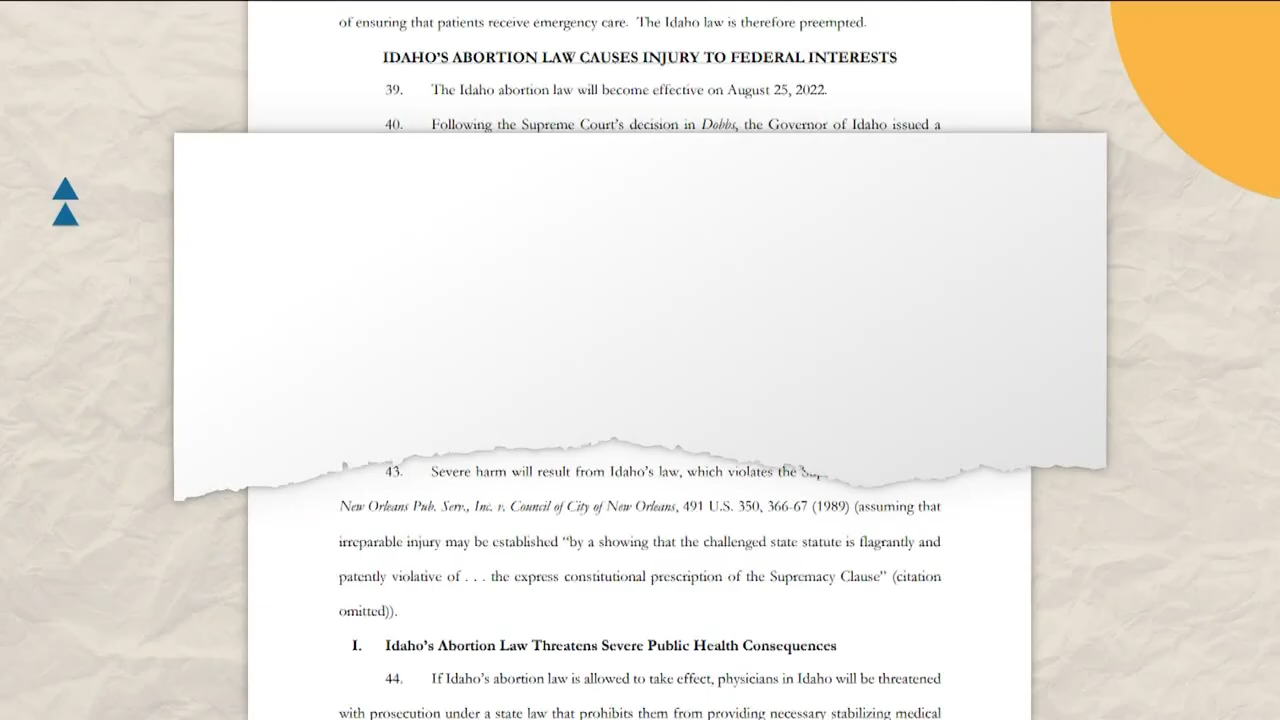 of ensuring that patients receive emergency care. The Idaho law is therefore preempted.
IDAHO'S ABORTION LAW CAUSES INJURY TO FEDERAL INTERESTS
39. The Idaho abortion law will become effective on August 25, 2022.
40. Following the Supreme Court's decision in Dobbs, the Governor of Idaho issued a
43. Severe harm will result from Idaho's law, which violates the
New Orleans Pub. Serv., Inc. v. Council of City of New Orleans, 491 U.S. 350, 366-67 (1989) (assuming that
irreparable injury may be established “by a showing that the challenged state statute is flagrantly and
patently violative of . . . the express constitutional prescription of the Supremacy Clause” (citation
omitted)).
I. Idaho's Abortion Law Threatens Severe Public Health Consequences
44. If Idaho's abortion law is allowed to take effect, physicians in Idaho will be threatened
with prosecution under a state law that prohibits them from providing necessary stabilizing medical